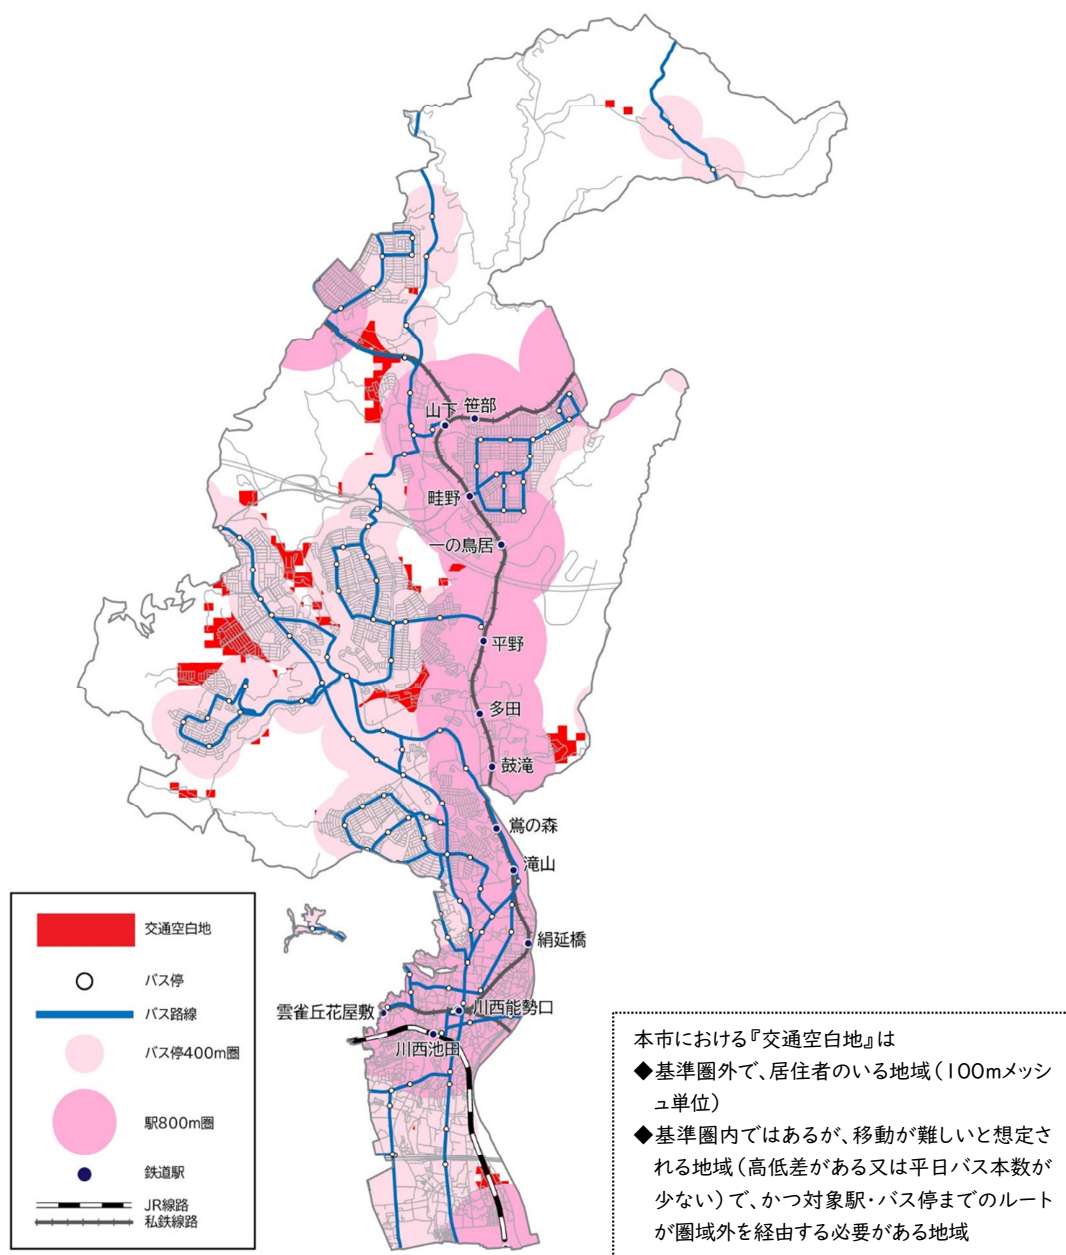 山下
笹部
畦野
一の鳥居
平野
多田
鼓滝
鴬の森
滝山
絹延橋
雲雀丘花屋敷
川西能勢口
川西池田
交通空白地
バス停
バス路線
バス停400m圏
駅800m圏
鉄道駅
JR線路
私鉄線路
本市における『交通空白地』は
◆基準圏外で、居住者のいる地域(100mメッシ
ュ単位)
◆基準圏内ではあるが、移動が難しいと想定さ
れる地域(高低差がある又は平日バス本数が
少ない)で、かつ対象駅・バス停までのルート
が圏域外を経由する必要がある地域